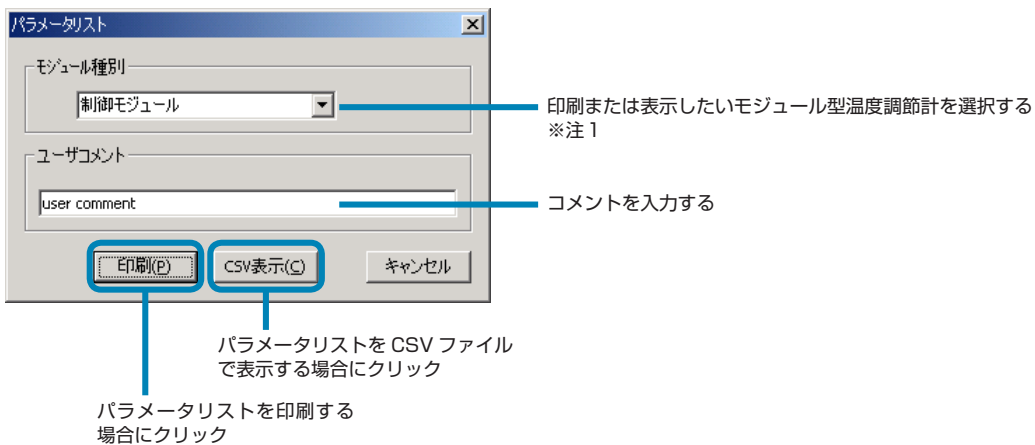 パラメータリスト
モジュール種別
制御モジュール
印刷または表示したいモジュール型温度調節計を選択する
※注1
ユーザコメント
user comment
コメントを入力する
印刷(P)
CSV表示(C)
キャンセル
パラメータリストを CSV ファイル
で表示する場合にクリック
パラメータリストを印刷する
場合にクリック